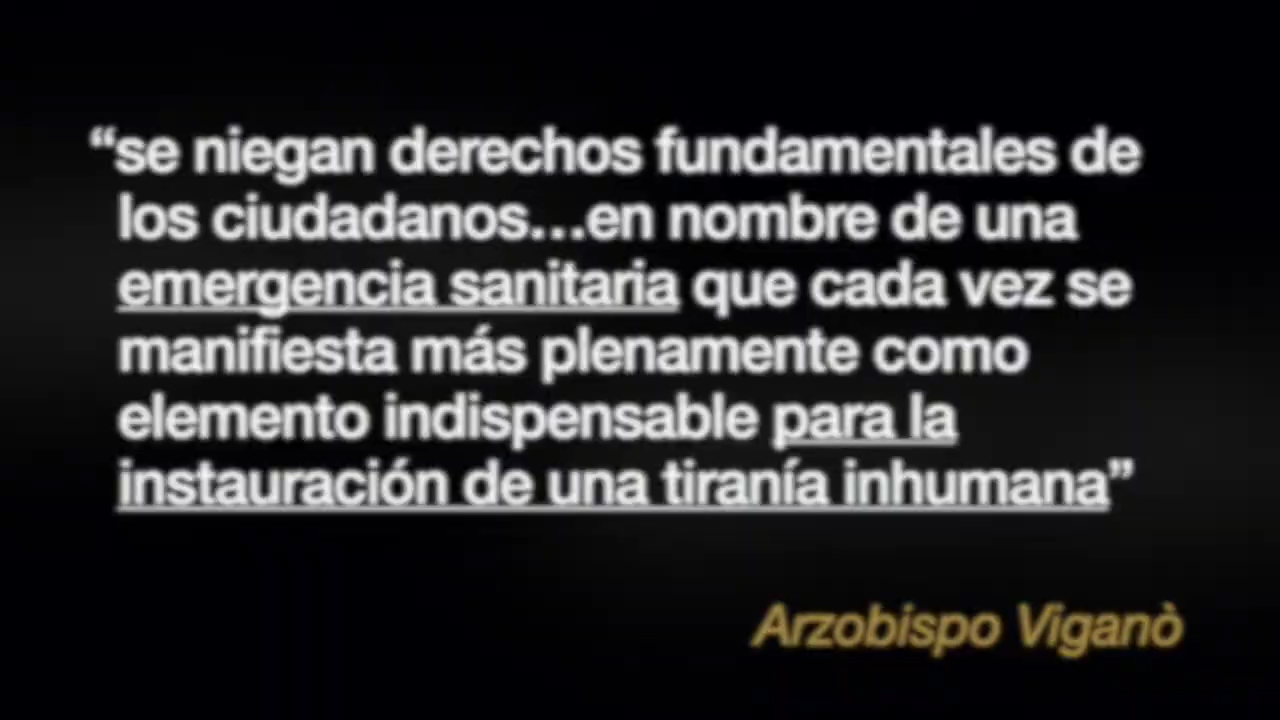 “se niegan derechos fundamentales de
los ciudadanos...en nombre de una
emergencia sanitaria que cada vez se
manifiesta más plenamente como
elemento indispensable para la
instauración de una tiranía inhumana”
Arzobispo Viganò